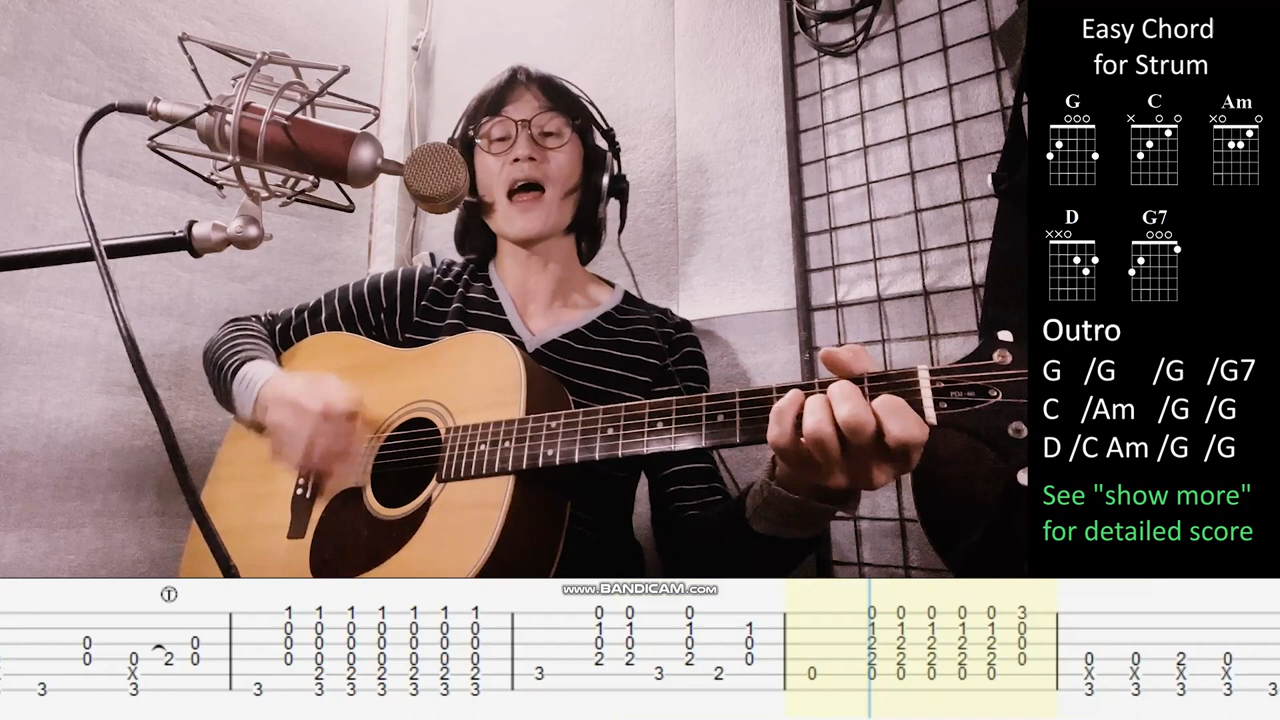 Easy Chord
for Strum
G C Am
D G7
Outro
G /G /G /G7
C /Am /G /G
D /C Am /G /G
See "show more"
for detailed score
www.BANDICAM.com